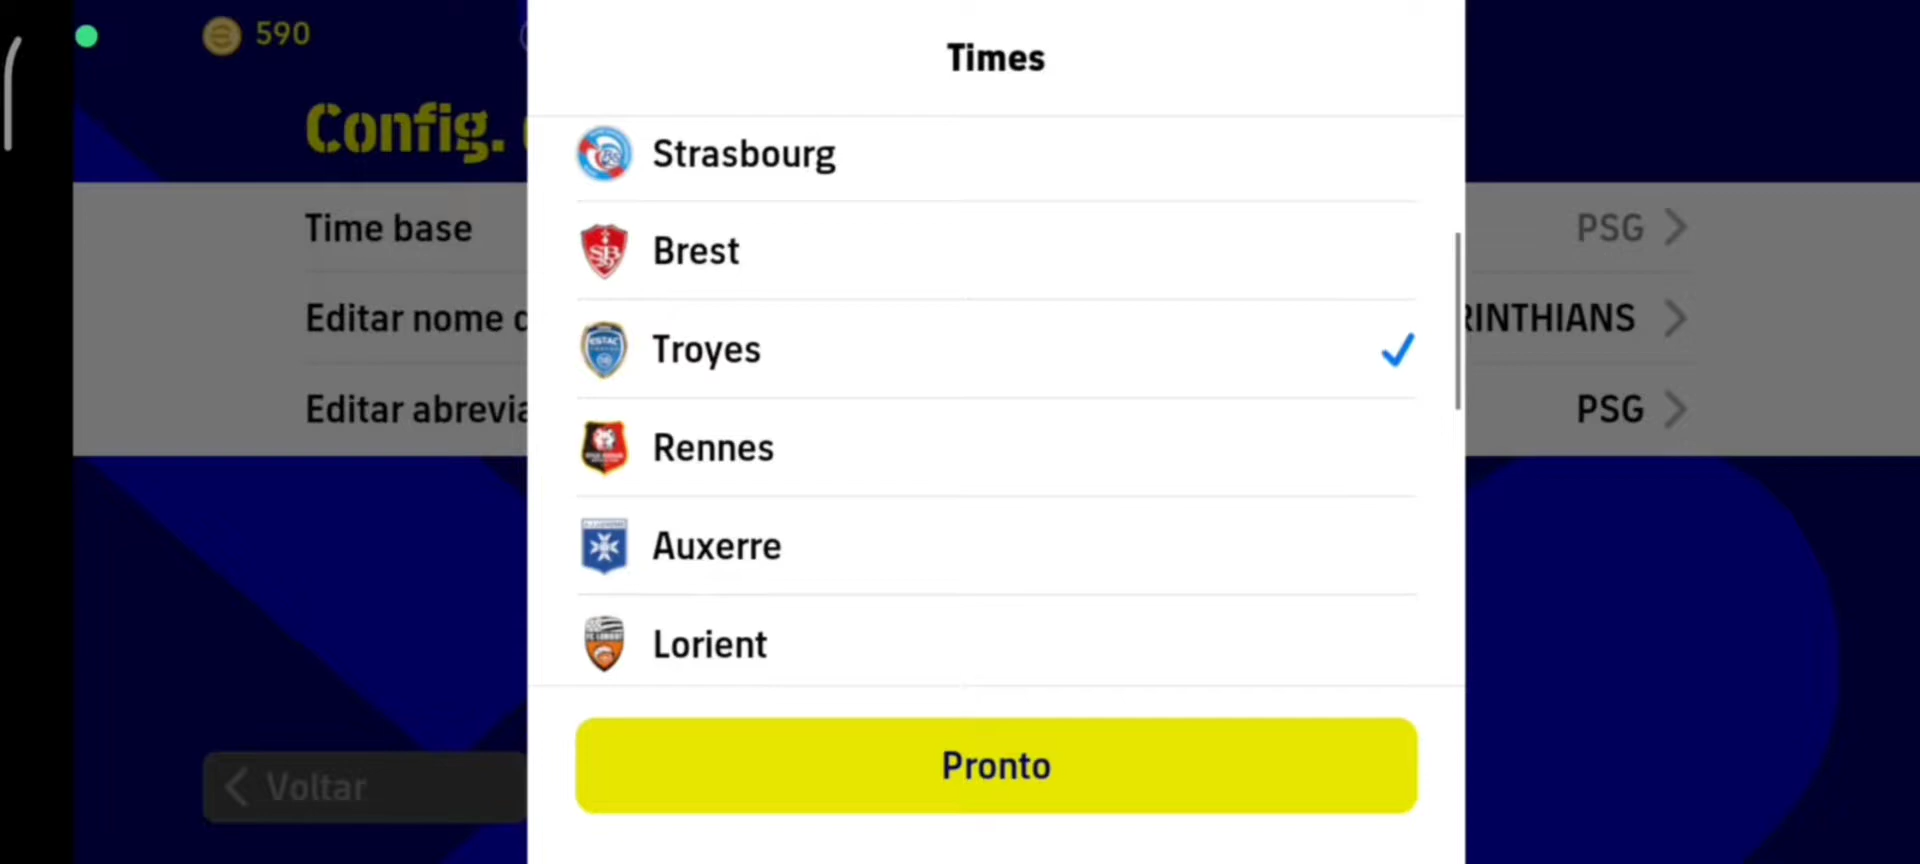 590
Config.
Times
Strasbourg
Time base
PSG
Brest
Editar nome
RINTHIANS
Troyes
Editar abrevia
PSG
Rennes
Auxerre
Lorient
Pronto
Voltar